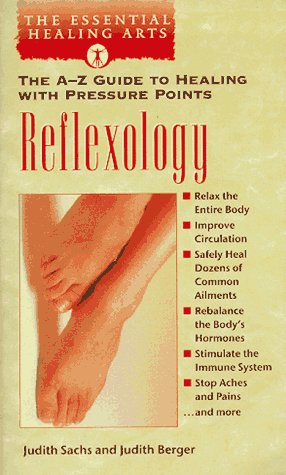 THE ESSENTIAL
HEALING ARTS
THE A–Z GUIDE TO HEALING
WITH PRESSURE POINTS
Reflexology
■ Relax the
Entire Body
■ Improve
Circulation
■ Safely Heal
Dozens of
Common
Ailments
■ Rebalance
the Body's
Hormones
■ Stimulate the
Immune System
■ Stop Aches
and Pains
...and more
Judith Sachs and Judith Berger